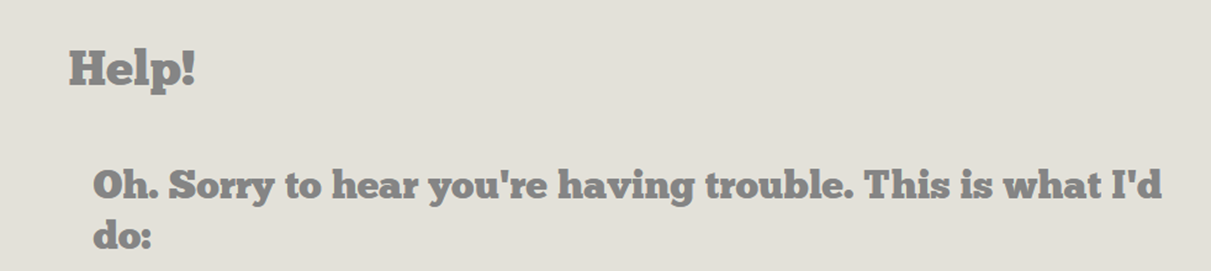 Help!
Oh. Sorry to hear you're having trouble. This is what I'd
do: